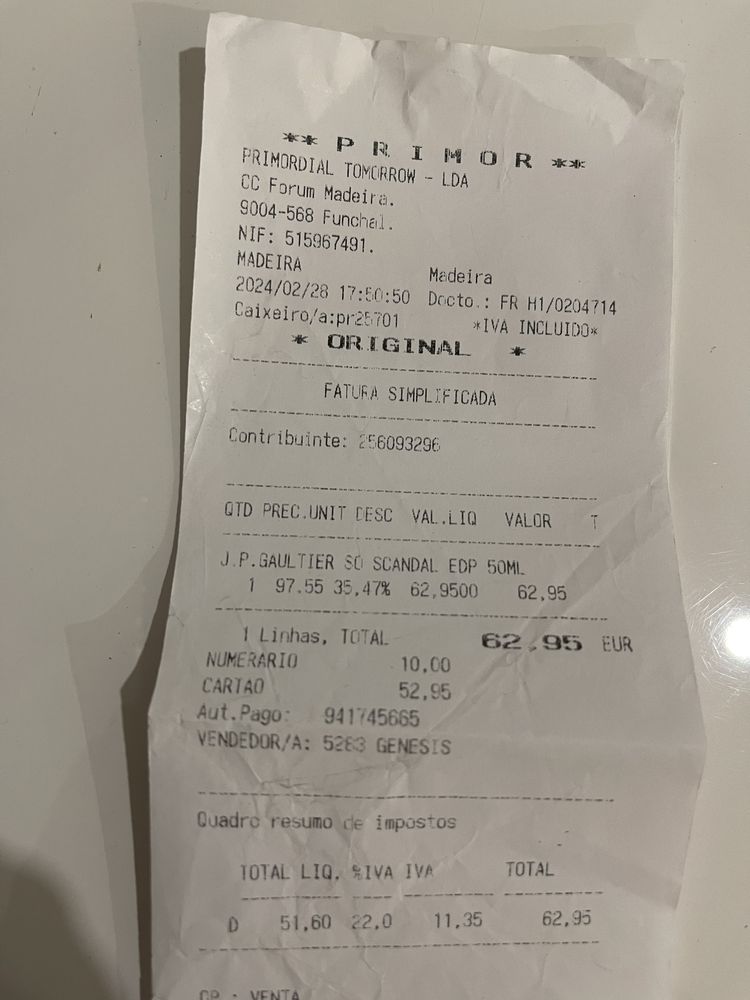 ** P R I M O R **
PRIMORDIAL TOMORROW - LDA
CC Forum Madeira.
9004-568 Funchal.
NIF: 515967491.
MADEIRA Madeira
2024/02/28 17:50:50 Docto.: FR H1/0204714
Caixeiro/a:pr25701 *IVA INCLUIDO*
* ORIGINAL *
FATURA SIMPLIFICADA
Contribuinte: 256093296
QTD PREC.UNIT DESC VAL.LIQ VALOR T
J.P.GAULTIER SO SCANDAL EDP 50ML
1 97.55 35,47% 62,9500 62,95
1 Linhas, TOTAL 62,95 EUR
NUMERARIO 10,00
CARTAO 52,95
Aut.Pago: 941745665
VENDEDOR/A: 5283 GENESIS
Quadro resumo de impostos
TOTAL LIQ. %IVA IVA TOTAL
D 51,60 22,0 11,35 62,95
OP : VENTA